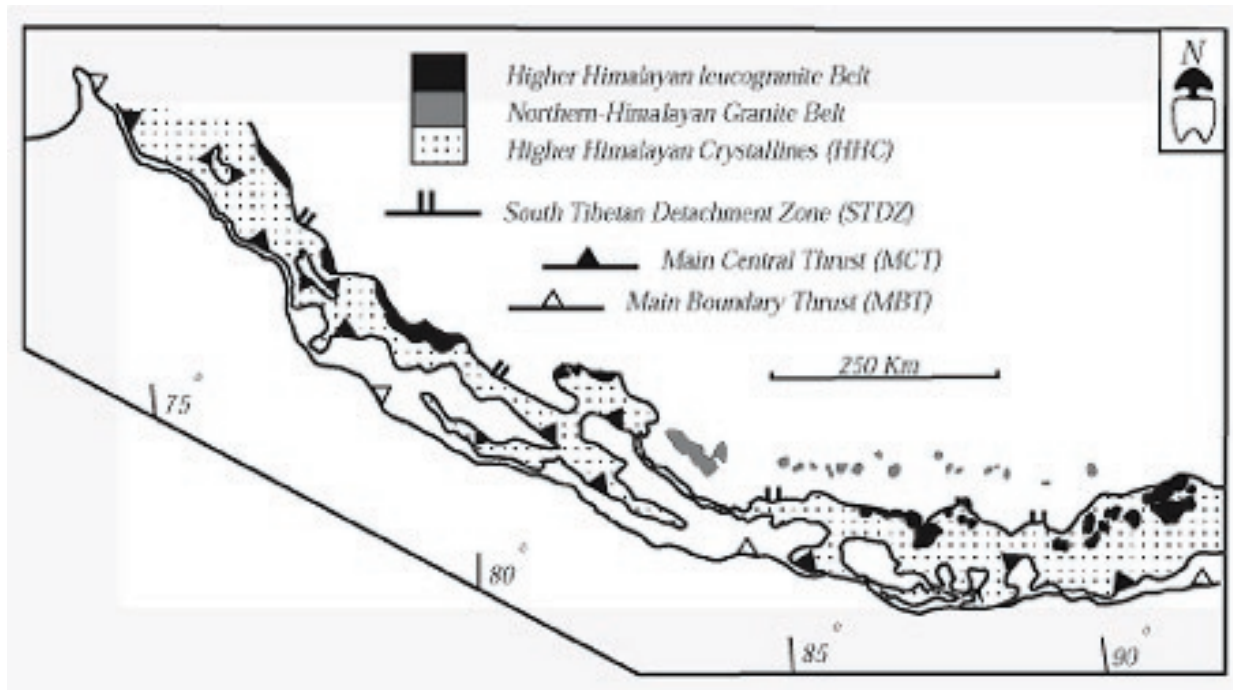 N
Higher Himalayan leucogranite Belt
Northern-Himalayan Granite Belt
Higher Himalayan Crystallines (HHC)
South Tibetan Detachment Zone (STDZ)
Main Central Thrust (MCT)
Main Boundary Thrust (MBT)
250 Km
75°
80°
85°
90°